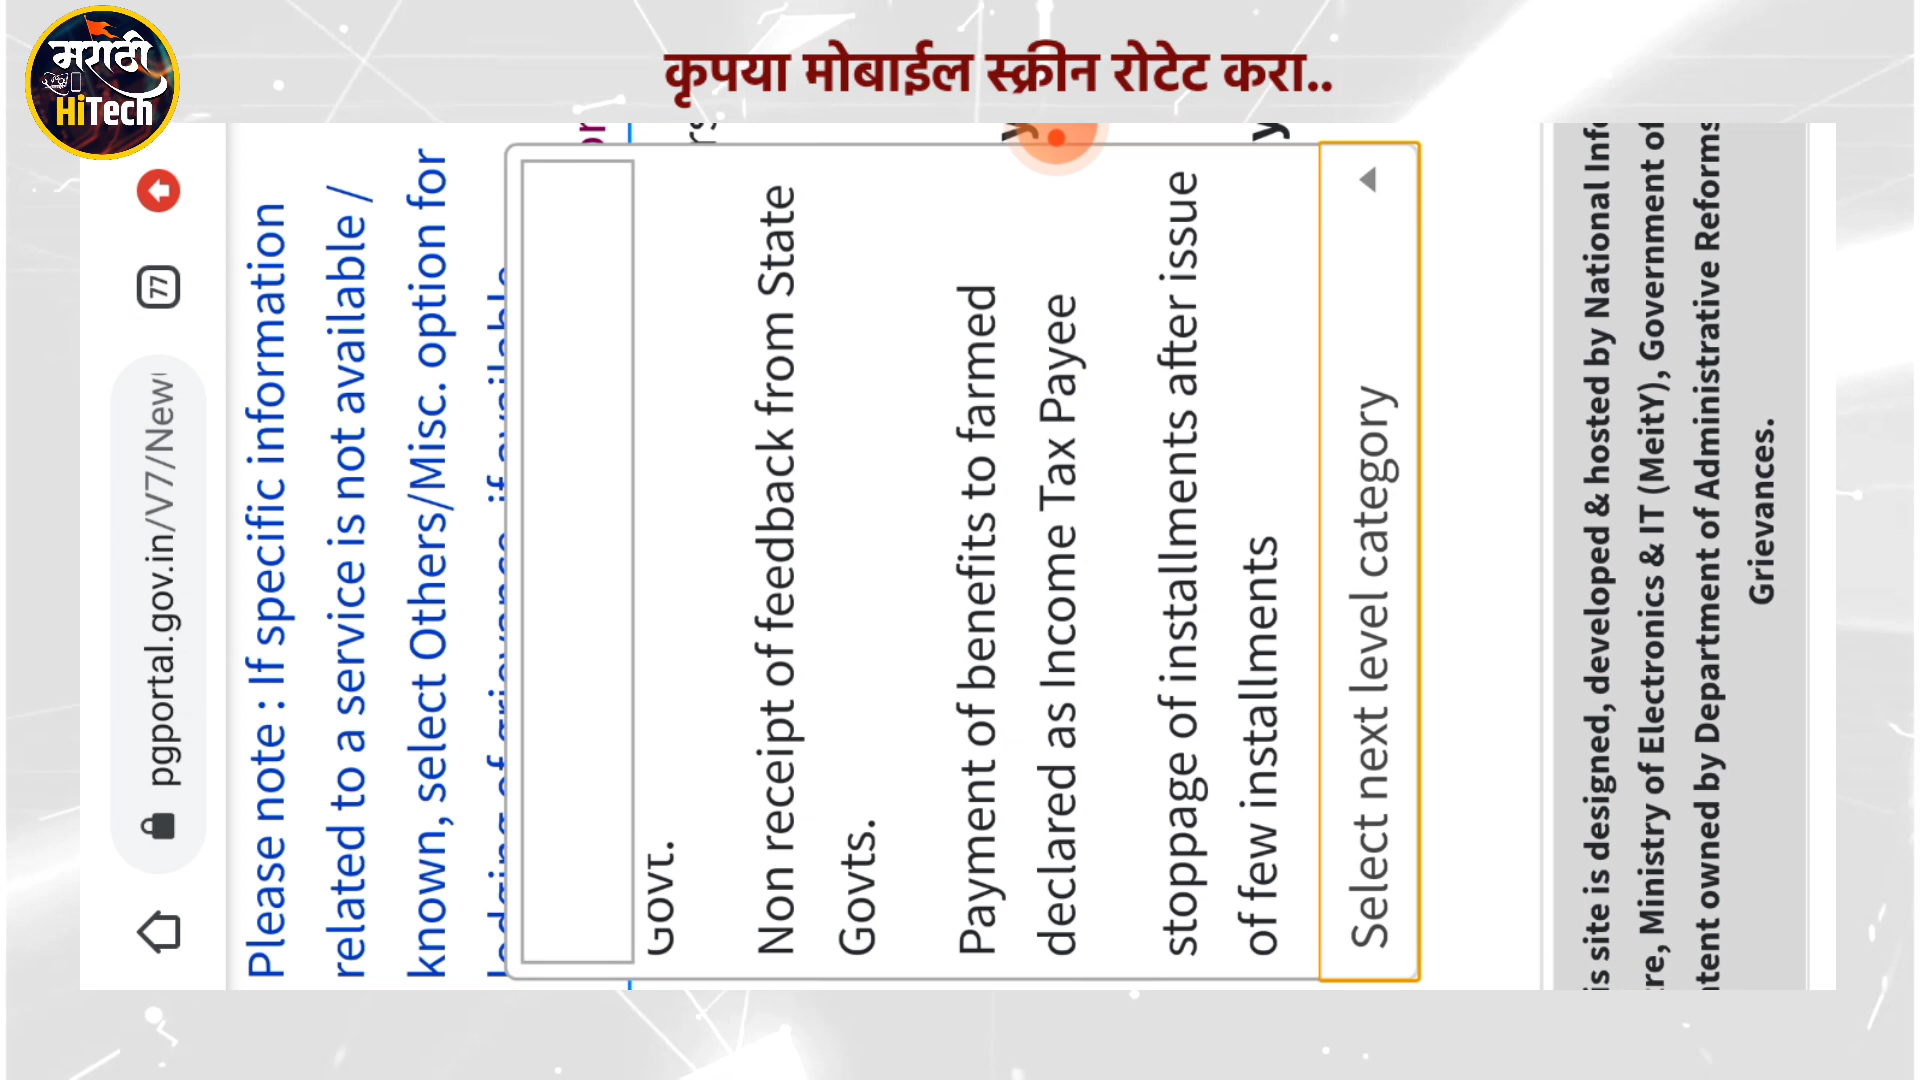 मराठी
HiTech
कृपया मोबाईल स्क्रीन रोटेट करा..
pgportal.gov.in/V7/New
77
Please note : If specific information
related to a service is not available /
known, select Others/Misc. option for
Govt.
Non receipt of feedback from State
Govts.
Payment of benefits to farmed
declared as Income Tax Payee
stoppage of installments after issue
of few installments
Select next level category
site is designed, developed & hosted by National
Ministry of Electronics & IT (MeitY), Government of
owned by Department of Administrative Reforms
Grievances.